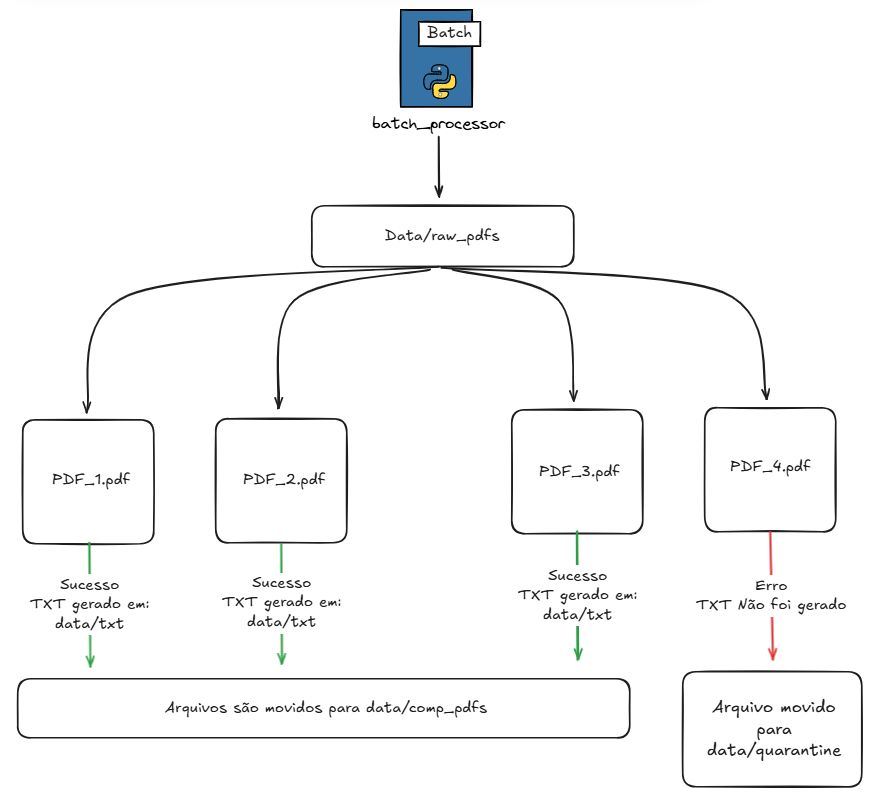 Batch
batch_processor
Data/raw_pdfs
PDF_1.pdf
PDF_2.pdf
PDF_3.pdf
PDF_4.pdf
Sucesso
TXT gerado em:
data/txt
Sucesso
TXT gerado em:
data/txt
Sucesso
TXT gerado em:
data/txt
Erro
TXT Não foi gerado
Arquivos são movidos para data/comp_pdfs
Arquivo movido
para
data/quarantine